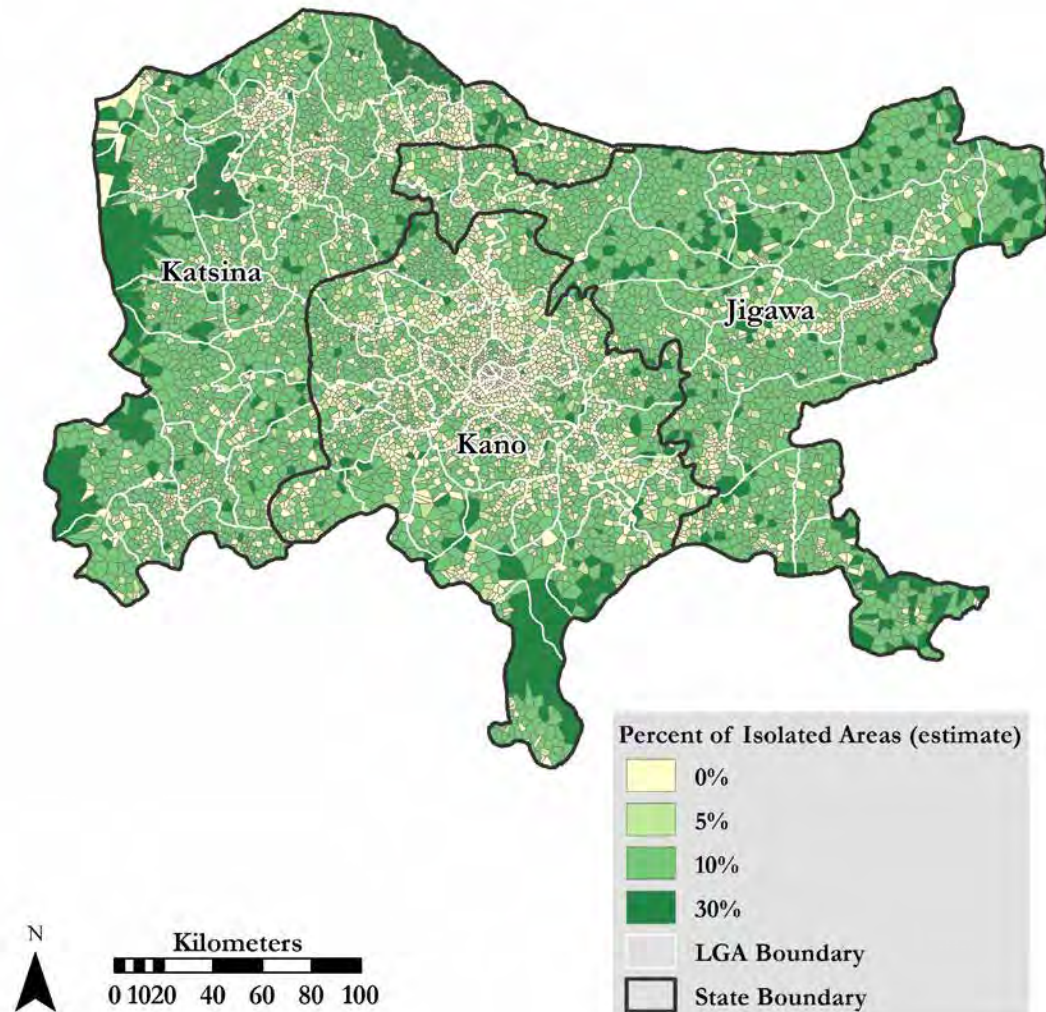 Katsina
Jigawa
Kano
Percent of Isolated Areas (estimate)
0%
5%
10%
30%
LGA Boundary
State Boundary
N
Kilometers
0 1020 40 60 80 100